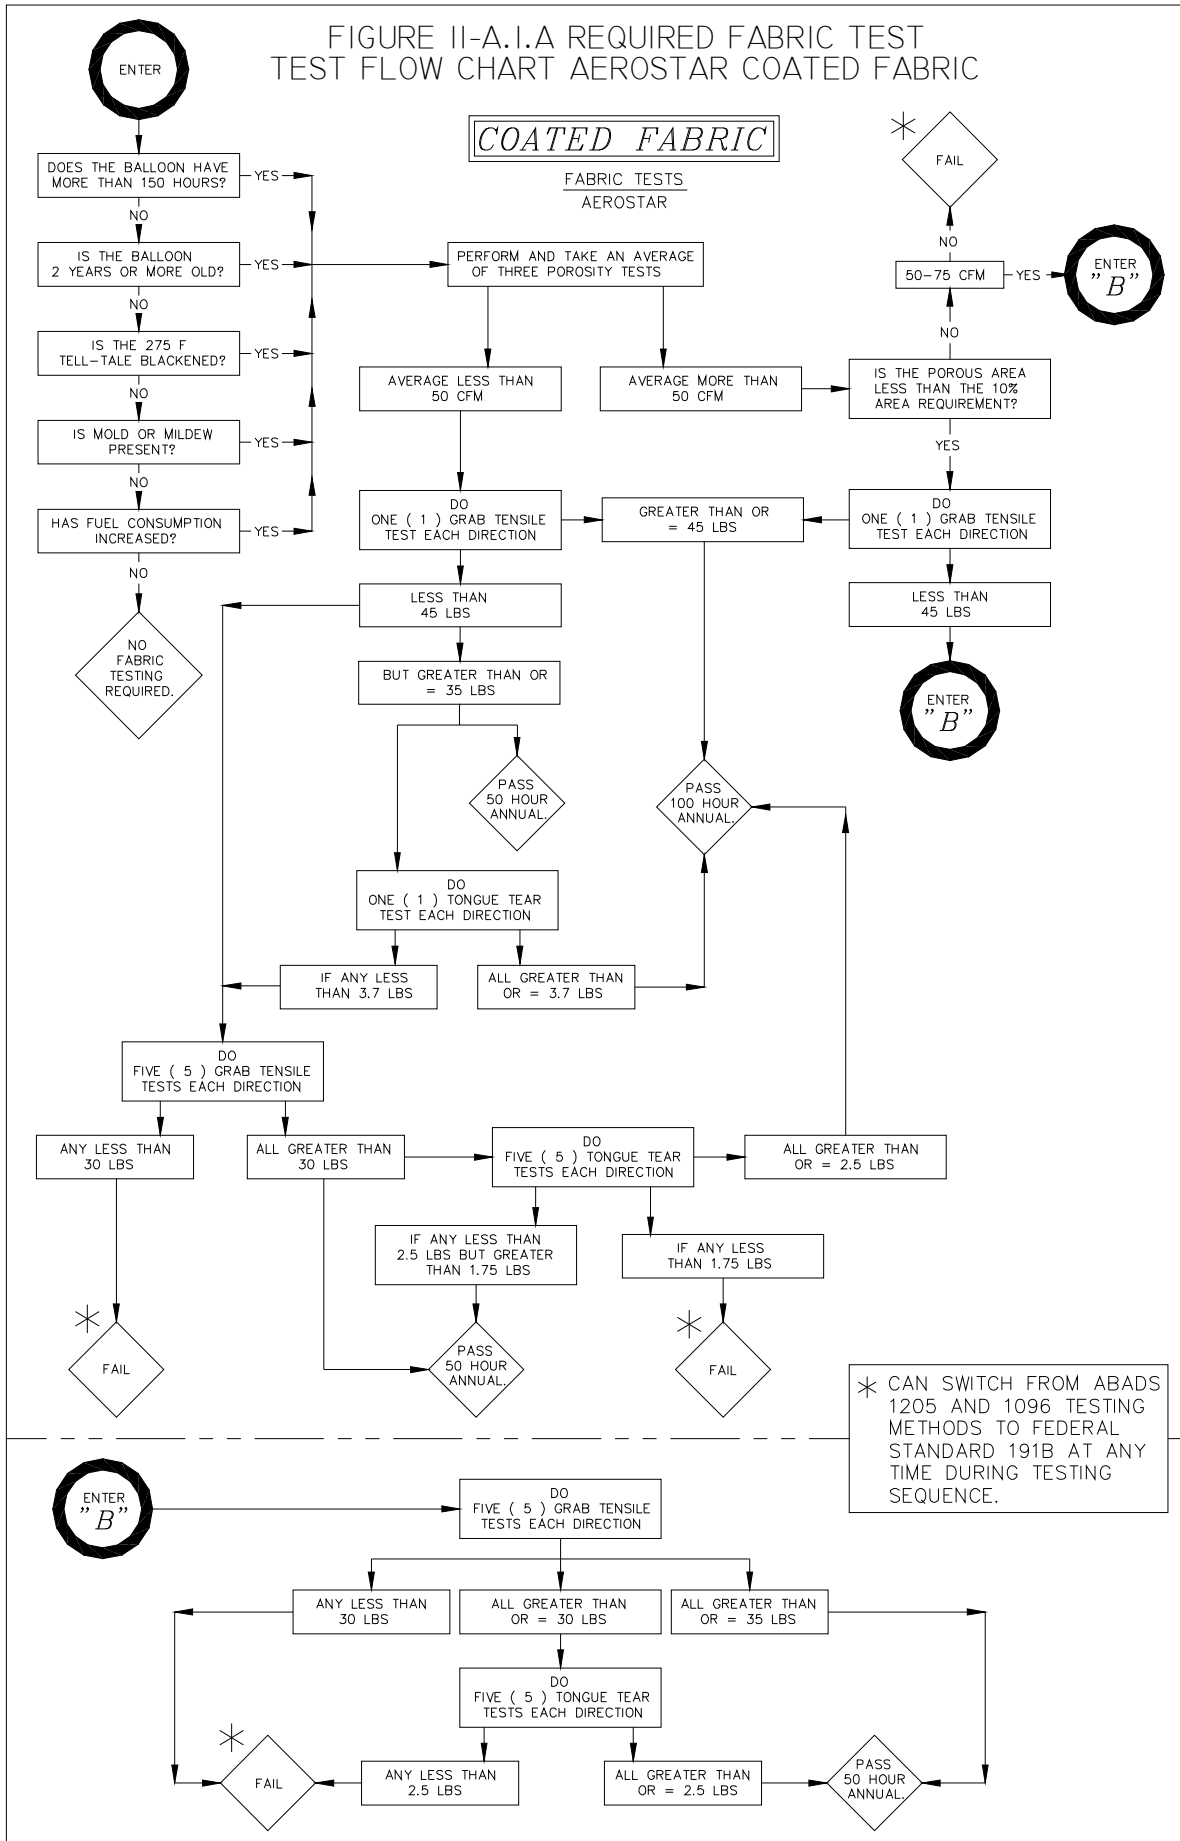 FIGURE II-A.I.A REQUIRED FABRIC TEST
TEST FLOW CHART AEROSTAR COATED FABRIC
ENTER
COATED FABRIC
FABRIC TESTS
AEROSTAR
*
FAIL
DOES THE BALLOON HAVE
MORE THAN 150 HOURS?
YES
NO
IS THE BALLOON
2 YEARS OR MORE OLD?
YES
NO
IS THE 275 F
TELL-TALE BLACKENED?
YES
NO
IS MOLD OR MILDEW
PRESENT?
YES
NO
HAS FUEL CONSUMPTION
INCREASED?
YES
NO
NO
FABRIC
TESTING
REQUIRED.
PERFORM AND TAKE AN AVERAGE
OF THREE POROSITY TESTS
AVERAGE LESS THAN
50 CFM
AVERAGE MORE THAN
50 CFM
NO
50-75 CFM
YES
ENTER
"B"
NO
IS THE POROUS AREA
LESS THAN THE 10%
AREA REQUIREMENT?
YES
DO
ONE ( 1 ) GRAB TENSILE
TEST EACH DIRECTION
GREATER THAN OR
= 45 LBS
DO
ONE ( 1 ) GRAB TENSILE
TEST EACH DIRECTION
LESS THAN
45 LBS
LESS THAN
45 LBS
BUT GREATER THAN OR
= 35 LBS
ENTER
"B"
PASS
50 HOUR
ANNUAL.
PASS
100 HOUR
ANNUAL.
DO
ONE ( 1 ) TONGUE TEAR
TEST EACH DIRECTION
IF ANY LESS
THAN 3.7 LBS
ALL GREATER THAN
OR = 3.7 LBS
DO
FIVE ( 5 ) GRAB TENSILE
TESTS EACH DIRECTION
ANY LESS THAN
30 LBS
ALL GREATER THAN
30 LBS
DO
FIVE ( 5 ) TONGUE TEAR
TESTS EACH DIRECTION
ALL GREATER THAN
OR = 2.5 LBS
IF ANY LESS THAN
2.5 LBS BUT GREATER
THAN 1.75 LBS
IF ANY LESS
THAN 1.75 LBS
*
FAIL
PASS
50 HOUR
ANNUAL.
*
FAIL
* CAN SWITCH FROM ABADS
1205 AND 1096 TESTING
METHODS TO FEDERAL
STANDARD 191B AT ANY
TIME DURING TESTING
SEQUENCE.
ENTER
"B"
DO
FIVE ( 5 ) GRAB TENSILE
TESTS EACH DIRECTION
ANY LESS THAN
30 LBS
ALL GREATER THAN
OR = 30 LBS
ALL GREATER THAN
OR = 35 LBS
DO
FIVE ( 5 ) TONGUE TEAR
TESTS EACH DIRECTION
*
FAIL
ANY LESS THAN
2.5 LBS
ALL GREATER THAN
OR = 2.5 LBS
PASS
50 HOUR
ANNUAL.